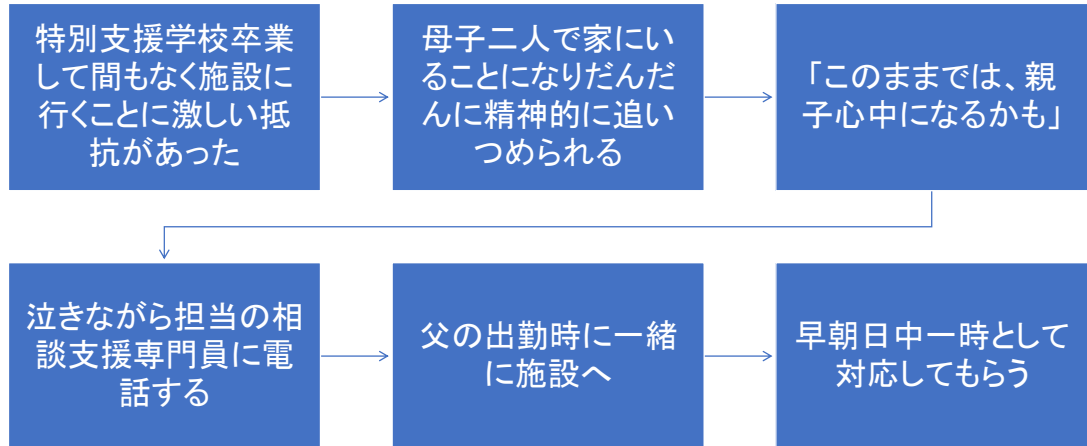 特別支援学校卒業
して間もなく施設に
行くことに激しい抵
抗があった
母子二人で家にい
ることになりだんだ
んに精神的に追い
つめられる
「このままでは、親
子心中になるかも」
泣きながら担当の相
談支援専門員に電
話する
父の出勤時に一緒
に施設へ
早朝日中一時として
対応してもらう